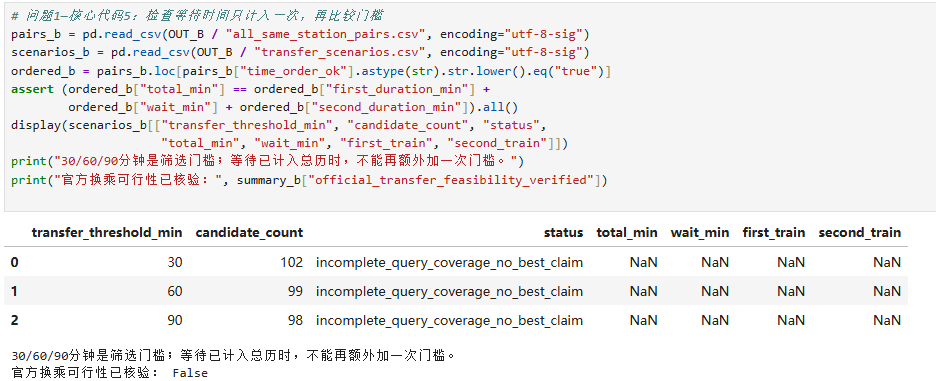 # 问题1—核心代码5：检查等待时间只计入一次，再比较门槛
pairs_b = pd.read_csv(OUT_B / "all_same_station_pairs.csv", encoding="utf-8-sig")
scenarios_b = pd.read_csv(OUT_B / "transfer_scenarios.csv", encoding="utf-8-sig")
ordered_b = pairs_b.loc[pairs_b["time_order_ok"].astype(str).str.lower().eq("true")]
assert (ordered_b["total_min"] == ordered_b["first_duration_min"] +
        ordered_b["wait_min"] + ordered_b["second_duration_min"]).all()
display(scenarios_b[["transfer_threshold_min", "candidate_count", "status",
                     "total_min", "wait_min", "first_train", "second_train"]])
print("30/60/90分钟是筛选门槛；等待已计入总历时，不能再额外加一次门槛。")
print("官方换乘可行性已核验：", summary_b["official_transfer_feasibility_verified"])
transfer_threshold_min candidate_count status total_min wait_min first_train second_train
0 30 102 incomplete_query_coverage_no_best_claim NaN NaN NaN NaN
1 60 99 incomplete_query_coverage_no_best_claim NaN NaN NaN NaN
2 90 98 incomplete_query_coverage_no_best_claim NaN NaN NaN NaN
30/60/90分钟是筛选门槛；等待已计入总历时，不能再额外加一次门槛。
官方换乘可行性已核验： False